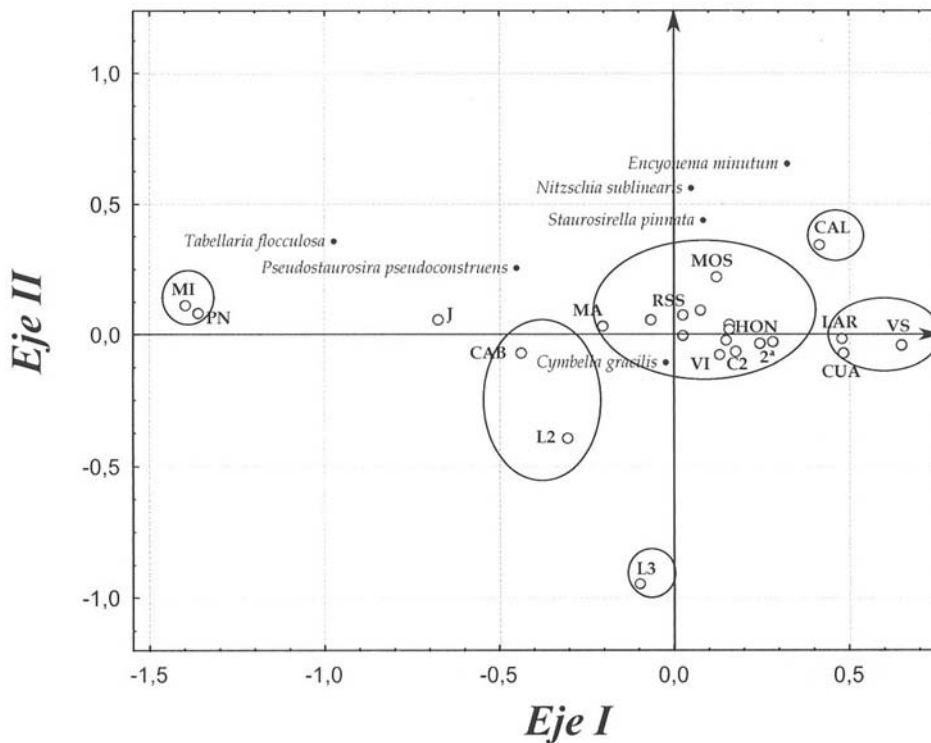 1,0
Encyonema minutum
Nitzschia sublinearis
0,5
Staurosirella pinnata
CAL
Tabellaria flocculosa
Pseudostaurosira pseudoconstruens
MOS
MI
PN
J
MA
RSS
0,0
HON
LAR
VS
CAB
Cymbella gracilis
VI
C2
2ª
CUA
L2
-0,5
L3
-1,0
-1,5
-1,0
-0,5
0,0
0,5
Eje I
Eje II